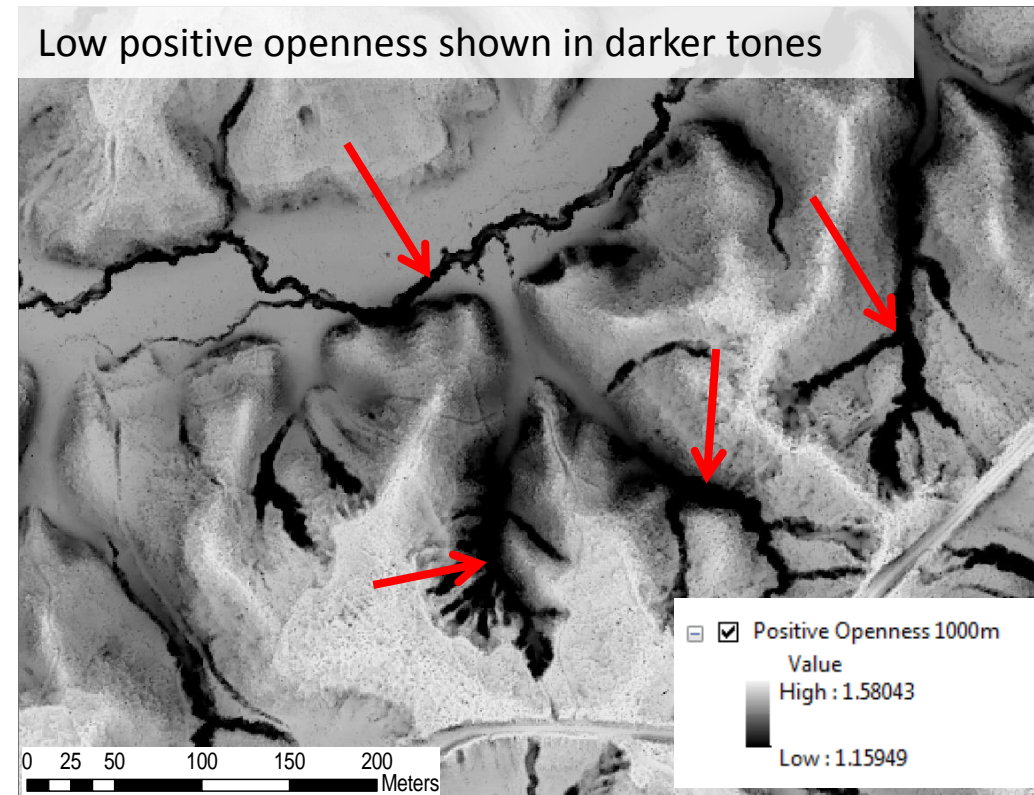 Low positive openness shown in darker tones
Positive Openness 1000m
Value
High : 1.58043
Low : 1.15949
0 25 50 100 150 200
Meters